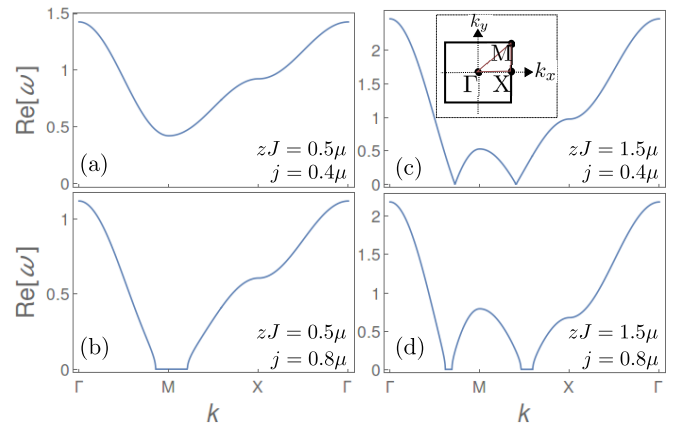 1.5
1
0.5
0
Re[ω]
(a)
zJ = 0.5μ
j = 0.4μ
2
1.5
1
0.5
0
k_y
M
Γ
X
k_x
(c)
zJ = 1.5μ
j = 0.4μ
1
0.5
0
Re[ω]
(b)
zJ = 0.5μ
j = 0.8μ
Γ
M
X
Γ
k
2
1.5
1
0.5
0
(d)
zJ = 1.5μ
j = 0.8μ
Γ
M
X
Γ
k